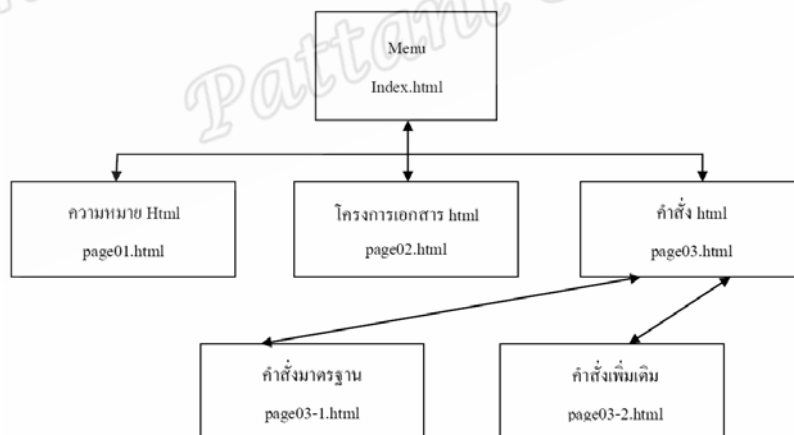 Pattani
Menu
Index.html
ความหมาย Html
page01.html
โครงการเอกสาร html
page02.html
คำสั่ง html
page03.html
คำสั่งมาตรฐาน
page03-1.html
คำสั่งเพิ่มเติม
page03-2.html